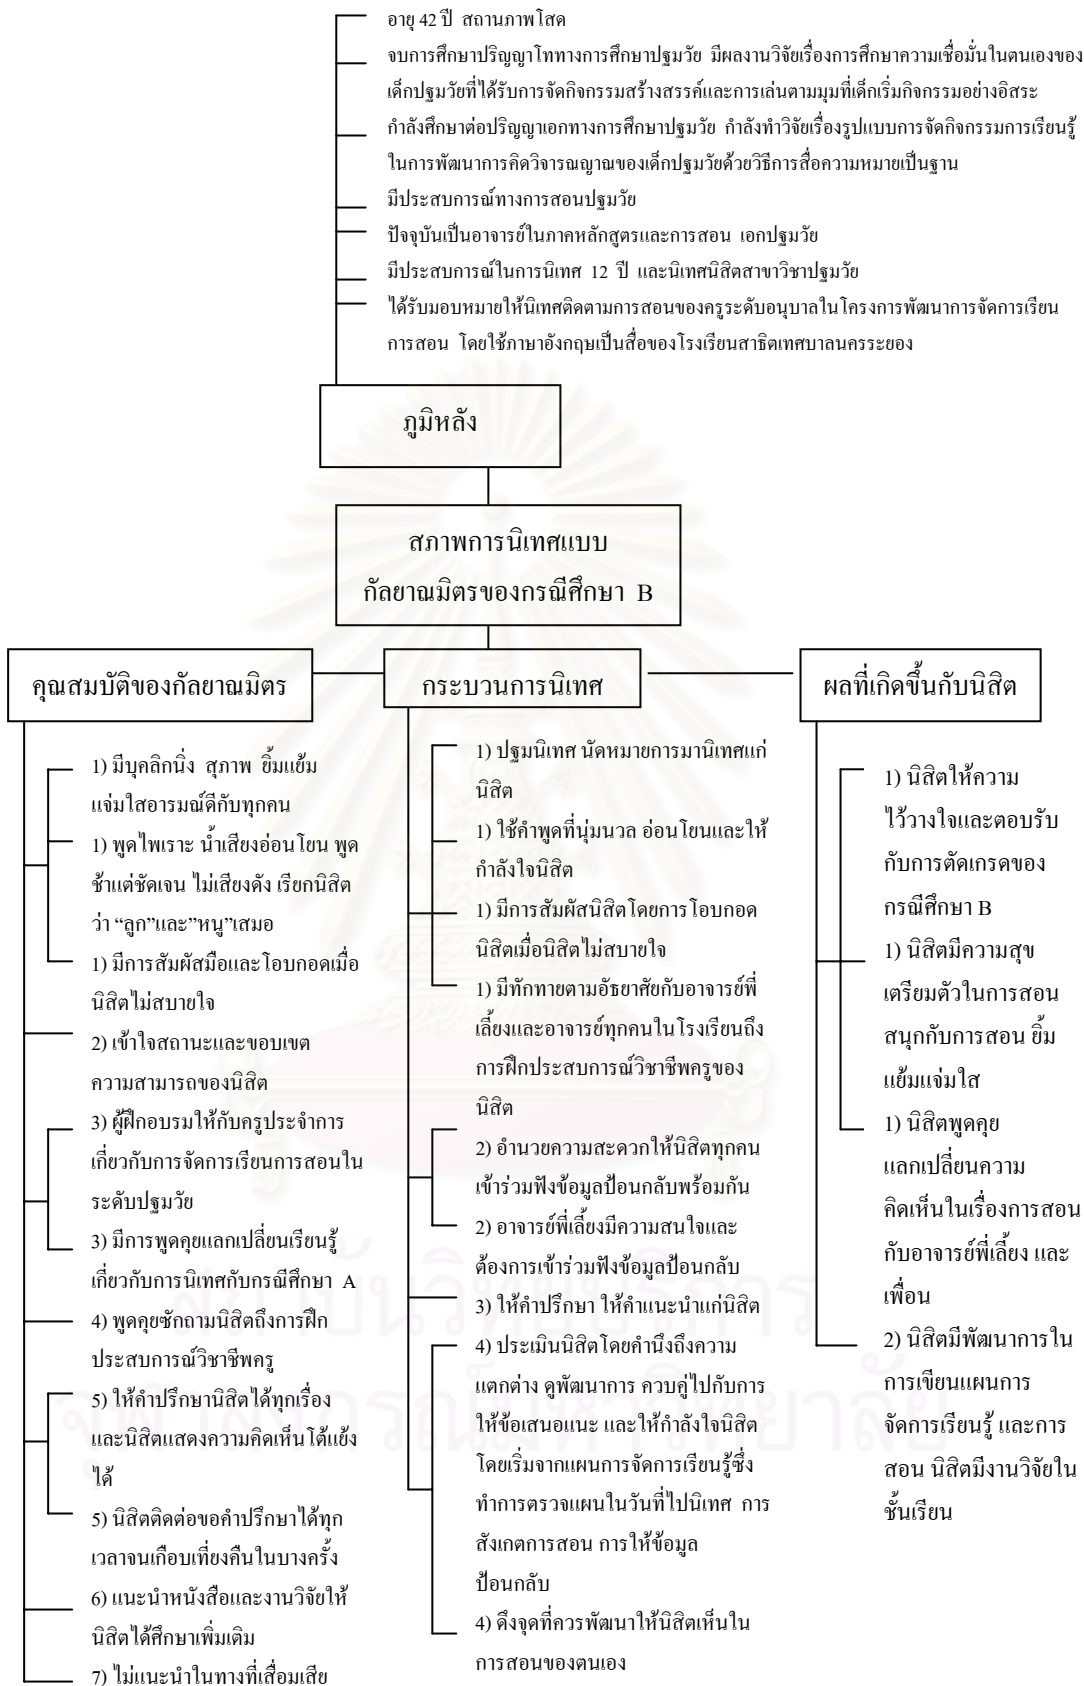 อายุ 42 ปี สถานภาพโสด
จบการศึกษาปริญญาโททางการศึกษาปฐมวัย มีผลงานวิจัยเรื่องการศึกษาความเชื่อมั่นในตนเองของ
เด็กปฐมวัยที่ได้รับการจัดกิจกรรมสร้างสรรค์และการเล่นตามมุมที่เด็กเริ่มกิจกรรมอย่างอิสระ
กำลังศึกษาต่อปริญญาเอกทางการศึกษาปฐมวัย กำลังทำวิจัยเรื่องรูปแบบการจัดกิจกรรมการเรียนรู้
ในการพัฒนาการคิดวิจารณญาณของเด็กปฐมวัยด้วยวิธีการสื่อความหมายเป็นฐาน
มีประสบการณ์ทางการสอนปฐมวัย
ปัจจุบันเป็นอาจารย์ในภาคหลักสูตรและการสอน เอกปฐมวัย
มีประสบการณ์ในการนิเทศ 12 ปี และนิเทศนิสิตสาขาวิชาปฐมวัย
ได้รับมอบหมายให้นิเทศติดตามการสอนของครูระดับอนุบาลในโครงการพัฒนาการจัดการเรียน
การสอน โดยใช้ภาษาอังกฤษเป็นสื่อของโรงเรียนสาธิตเทศบาลนครระยอง
ภูมิหลัง
สภาพการนิเทศแบบ
กัลยาณมิตรของกรณีศึกษา B
คุณสมบัติของกัลยาณมิตร
1) มีบุคลิกนิ่ง สุภาพ ยิ้มแย้ม
แจ่มใสอารมณ์ดีกับทุกคน
1) พูดไพเราะ น้ำเสียงอ่อนโยน พูด
ช้าแต่ชัดเจน ไม่เสียงดัง เรียกนิสิต
ว่า “ลูก”และ”หนู”เสมอ
1) มีการสัมผัสมือและโอบกอดเมื่อ
นิสิตไม่สบายใจ
2) เข้าใจสถานะและขอบเขต
ความสามารถของนิสิต
3) ผู้ฝึกอบรมให้กับครูประจำการ
เกี่ยวกับการจัดการเรียนการสอนใน
ระดับปฐมวัย
3) มีการพูดคุยแลกเปลี่ยนเรียนรู้
เกี่ยวกับการนิเทศกับกรณีศึกษา A
4) พูดคุยซักถามนิสิตถึงการฝึก
ประสบการณ์วิชาชีพครู
5) ให้คำปรึกษานิสิตได้ทุกเรื่อง
และนิสิตแสดงความคิดเห็นโต้แย้ง
ได้
5) นิสิตติดต่อขอคำปรึกษาได้ทุก
เวลาจนเกือบเที่ยงคืนในบางครั้ง
6) แนะนำหนังสือและงานวิจัยให้
นิสิตได้ศึกษาเพิ่มเติม
7) ไม่แนะนำในทางที่เสื่อมเสีย
กระบวนการนิเทศ
1) ปฐมนิเทศ นัดหมายการมานิเทศแก่
นิสิต
1) ใช้คำพูดที่นุ่มนวล อ่อนโยนและให้
กำลังใจนิสิต
1) มีการสัมผัสนิสิตโดยการโอบกอด
นิสิตเมื่อนิสิตไม่สบายใจ
1) มีทักทายตามอัธยาศัยกับอาจารย์พี่
เลี้ยงและอาจารย์ทุกคนในโรงเรียนถึง
การฝึกประสบการณ์วิชาชีพครูของ
นิสิต
2) อำนวยความสะดวกให้นิสิตทุกคน
เข้าร่วมฟังข้อมูลป้อนกลับพร้อมกัน
2) อาจารย์พี่เลี้ยงมีความสนใจและ
ต้องการเข้าร่วมฟังข้อมูลป้อนกลับ
3) ให้คำปรึกษา ให้คำแนะนำแก่นิสิต
4) ประเมินนิสิตโดยคำนึงถึงความ
แตกต่าง ดูพัฒนาการ ควบคู่ไปกับการ
ให้ข้อเสนอแนะ และให้กำลังใจนิสิต
โดยเริ่มจากแผนการจัดการเรียนรู้ซึ่ง
ทำการตรวจแผนในวันที่ไปนิเทศ การ
สังเกตการสอน การให้ข้อมูล
ป้อนกลับ
4) ดึงจุดที่ควรพัฒนาให้นิสิตเห็นใน
การสอนของตนเอง
ผลที่เกิดขึ้นกับนิสิต
1) นิสิตให้ความ
ไว้วางใจและตอบรับ
กับการตัดเกรดของ
กรณีศึกษา B
1) นิสิตมีความสุข
เตรียมตัวในการสอน
สนุกกับการสอน ยิ้ม
แย้มแจ่มใส
1) นิสิตพูดคุย
แลกเปลี่ยนความ
คิดเห็นในเรื่องการสอน
กับอาจารย์พี่เลี้ยง และ
เพื่อน
2) นิสิตมีพัฒนาการใน
การเขียนแผนการ
จัดการเรียนรู้ และการ
สอน นิสิตมีงานวิจัยใน
ชั้นเรียน
สถาบันวิทยบริการ
จุฬาลงกรณ์มหาวิทยาลัย